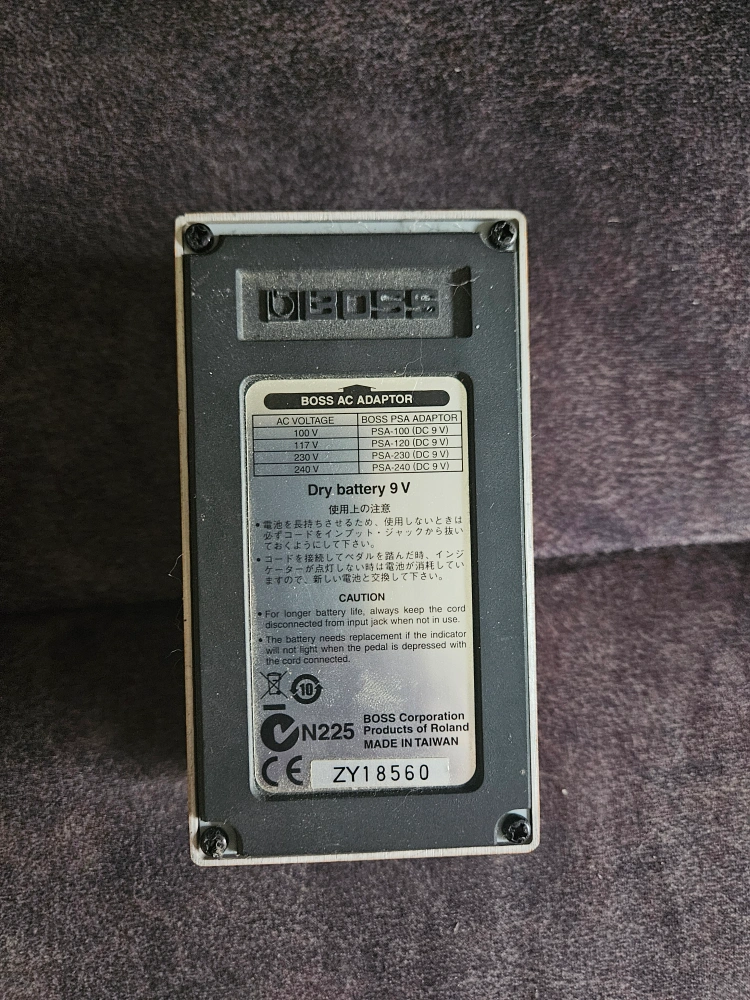 BOSS
BOSS AC ADAPTOR
AC VOLTAGE BOSS PSA ADAPTOR
100 V PSA-100 (DC 9 V)
117 V PSA-120 (DC 9 V)
230 V PSA-230 (DC 9 V)
240 V PSA-240 (DC 9 V)
Dry battery 9 V
使用上の注意
• 電池を長持ちさせるため、使用しないときは
必ずコードをインプット・ジャックから抜い
ておくようにして下さい。
• コードを接続してペダルを踏んだ時、インジ
ケーターが点灯しない時は電池が消耗してい
ますので、新しい電池と交換して下さい。
CAUTION
• For longer battery life, always keep the cord
disconnected from input jack when not in use.
• The battery needs replacement if the indicator
will not light when the pedal is depressed with
the cord connected.
10
N225
BOSS Corporation
Products of Roland
MADE IN TAIWAN
CE
ZY18560